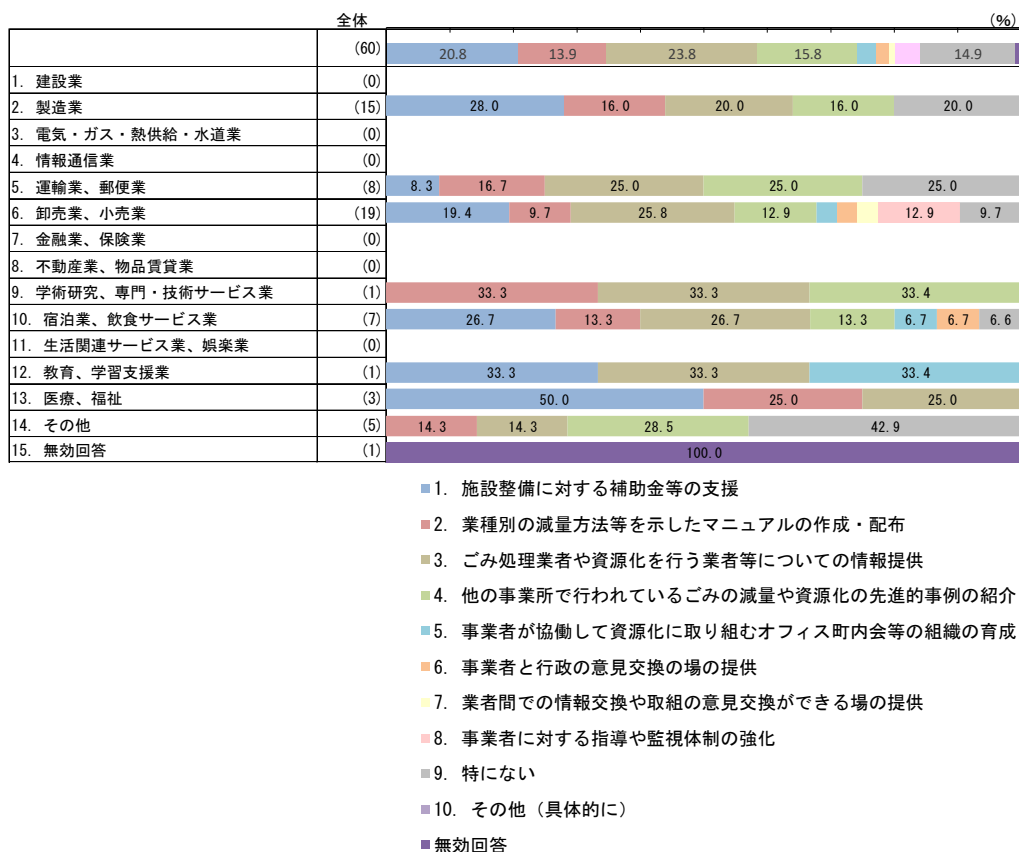 全体 (%)
(60) 20.8 13.9 23.8 15.8 14.9
1. 建設業 (0)
2. 製造業 (15) 28.0 16.0 20.0 16.0 20.0
3. 電気・ガス・熱供給・水道業 (0)
4. 情報通信業 (0)
5. 運輸業、郵便業 (8) 8.3 16.7 25.0 25.0 25.0
6. 卸売業、小売業 (19) 19.4 9.7 25.8 12.9 12.9 9.7
7. 金融業、保険業 (0)
8. 不動産業、物品賃貸業 (0)
9. 学術研究、専門・技術サービス業 (1) 33.3 33.3 33.4
10. 宿泊業、飲食サービス業 (7) 26.7 13.3 26.7 13.3 6.7 6.7 6.6
11. 生活関連サービス業、娯楽業 (0)
12. 教育、学習支援業 (1) 33.3 33.3 33.4
13. 医療、福祉 (3) 50.0 25.0 25.0
14. その他 (5) 14.3 14.3 28.5 42.9
15. 無効回答 (1) 100.0
1. 施設整備に対する補助金等の支援
2. 業種別の減量方法等を示したマニュアルの作成・配布
3. ごみ処理業者や資源化を行う業者等についての情報提供
4. 他の事業所で行われているごみの減量や資源化の先進的事例の紹介
5. 事業者が協働して資源化に取り組むオフィス町内会等の組織の育成
6. 事業者と行政の意見交換の場の提供
7. 業者間での情報交換や取組の意見交換ができる場の提供
8. 事業者に対する指導や監視体制の強化
9. 特にない
10. その他（具体的に）
無効回答